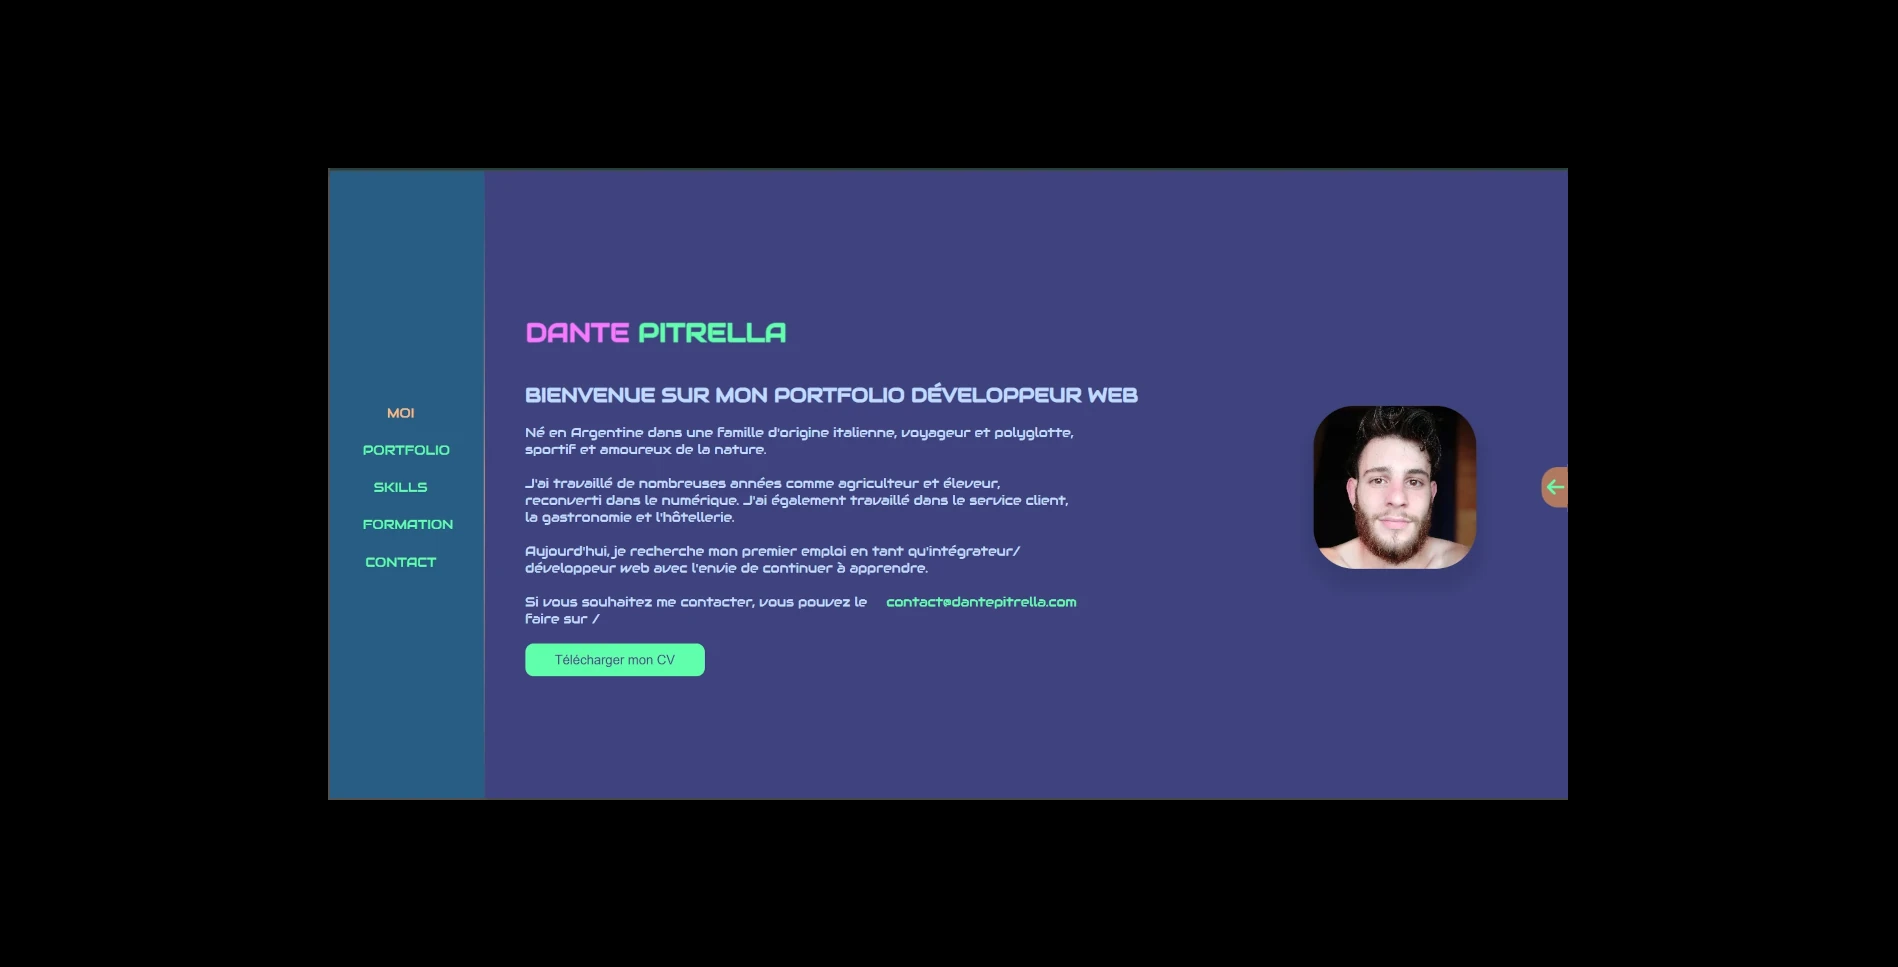 MOI
PORTFOLIO
SKILLS
FORMATION
CONTACT
DANTE PITRELLA
BIENVENUE SUR MON PORTFOLIO DÉVELOPPEUR WEB
Né en Argentine dans une famille d'origine italienne, voyageur et polyglotte,
sportif et amoureux de la nature.
J'ai travaillé de nombreuses années comme agriculteur et éleveur,
reconverti dans le numérique. J'ai également travaillé dans le service client,
la gastronomie et l'hôtellerie.
Aujourd'hui, je recherche mon premier emploi en tant qu'intégrateur/
développeur web avec l'envie de continuer à apprendre.
Si vous souhaitez me contacter, vous pouvez le contact@dantepitrella.com
faire sur /
Télécharger mon CV